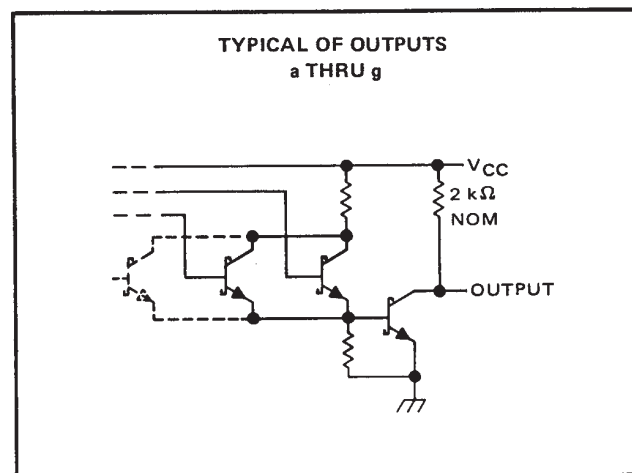 TYPICAL OF OUTPUTS
a THRU g
VCC
2 kΩ
NOM
OUTPUT